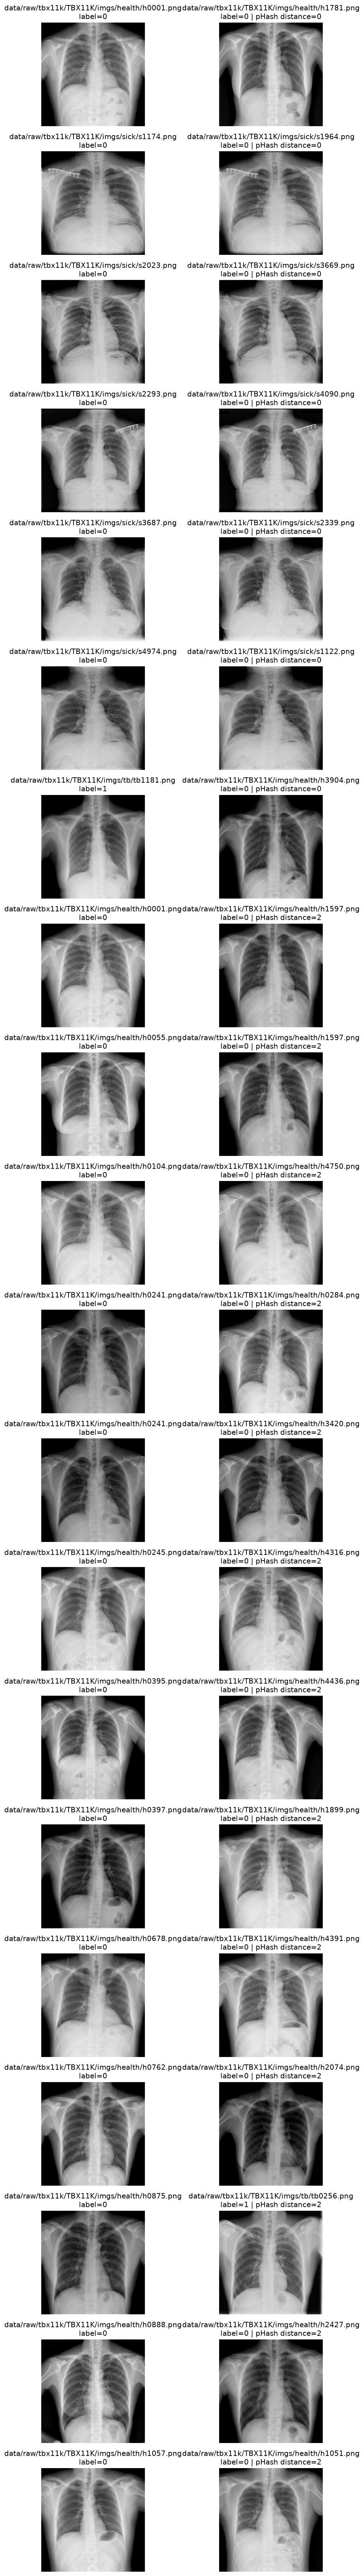 data/raw/tbx11k/TBX11K/imgs/health/h0001.png
label=0
data/raw/tbx11k/TBX11K/imgs/health/h1781.png
label=0 | pHash distance=0
data/raw/tbx11k/TBX11K/imgs/sick/s1174.png
label=0
data/raw/tbx11k/TBX11K/imgs/sick/s1964.png
label=0 | pHash distance=0
data/raw/tbx11k/TBX11K/imgs/sick/s2023.png
label=0
data/raw/tbx11k/TBX11K/imgs/sick/s3669.png
label=0 | pHash distance=0
data/raw/tbx11k/TBX11K/imgs/sick/s2293.png
label=0
data/raw/tbx11k/TBX11K/imgs/sick/s4090.png
label=0 | pHash distance=0
data/raw/tbx11k/TBX11K/imgs/sick/s3687.png
label=0
data/raw/tbx11k/TBX11K/imgs/sick/s2339.png
label=0 | pHash distance=0
data/raw/tbx11k/TBX11K/imgs/sick/s4974.png
label=0
data/raw/tbx11k/TBX11K/imgs/sick/s1122.png
label=0 | pHash distance=0
data/raw/tbx11k/TBX11K/imgs/tb/tb1181.png
label=1
data/raw/tbx11k/TBX11K/imgs/health/h3904.png
label=0 | pHash distance=0
data/raw/tbx11k/TBX11K/imgs/health/h0001.png
label=0
data/raw/tbx11k/TBX11K/imgs/health/h1597.png
label=0 | pHash distance=2
data/raw/tbx11k/TBX11K/imgs/health/h0055.png
label=0
data/raw/tbx11k/TBX11K/imgs/health/h1597.png
label=0 | pHash distance=2
data/raw/tbx11k/TBX11K/imgs/health/h0104.png
label=0
data/raw/tbx11k/TBX11K/imgs/health/h4750.png
label=0 | pHash distance=2
data/raw/tbx11k/TBX11K/imgs/health/h0241.png
label=0
data/raw/tbx11k/TBX11K/imgs/health/h0284.png
label=0 | pHash distance=2
data/raw/tbx11k/TBX11K/imgs/health/h0241.png
label=0
data/raw/tbx11k/TBX11K/imgs/health/h3420.png
label=0 | pHash distance=2
data/raw/tbx11k/TBX11K/imgs/health/h0245.png
label=0
data/raw/tbx11k/TBX11K/imgs/health/h4316.png
label=0 | pHash distance=2
data/raw/tbx11k/TBX11K/imgs/health/h0395.png
label=0
data/raw/tbx11k/TBX11K/imgs/health/h4436.png
label=0 | pHash distance=2
data/raw/tbx11k/TBX11K/imgs/health/h0397.png
label=0
data/raw/tbx11k/TBX11K/imgs/health/h1899.png
label=0 | pHash distance=2
data/raw/tbx11k/TBX11K/imgs/health/h0678.png
label=0
data/raw/tbx11k/TBX11K/imgs/health/h4391.png
label=0 | pHash distance=2
data/raw/tbx11k/TBX11K/imgs/health/h0762.png
label=0
data/raw/tbx11k/TBX11K/imgs/health/h2074.png
label=0 | pHash distance=2
data/raw/tbx11k/TBX11K/imgs/health/h0875.png
label=0
data/raw/tbx11k/TBX11K/imgs/tb/tb0256.png
label=1 | pHash distance=2
data/raw/tbx11k/TBX11K/imgs/health/h0888.png
label=0
data/raw/tbx11k/TBX11K/imgs/health/h2427.png
label=0 | pHash distance=2
data/raw/tbx11k/TBX11K/imgs/health/h1057.png
label=0
data/raw/tbx11k/TBX11K/imgs/health/h1051.png
label=0 | pHash distance=2